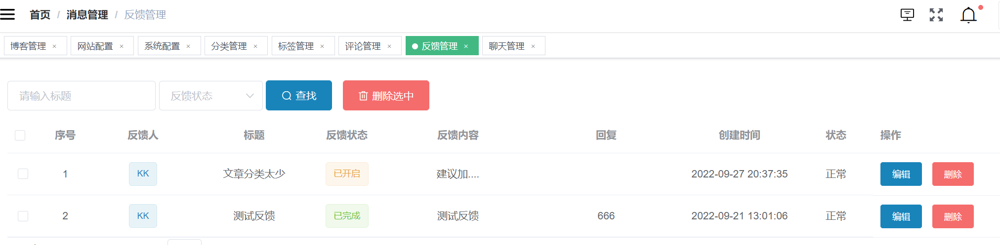 首页 / 消息管理 / 反馈管理
博客管理 × 网站配置 × 系统配置 × 分类管理 × 标签管理 × 评论管理 × 反馈管理 × 聊天管理 ×
请输入标题 反馈状态 查找 删除选中
序号 反馈人 标题 反馈状态 反馈内容 回复 创建时间 状态 操作
1 KK 文章分类太少 已开启 建议加.... 2022-09-27 20:37:35 正常 编辑 删除
2 KK 测试反馈 已完成 测试反馈 666 2022-09-21 13:01:06 正常 编辑 删除